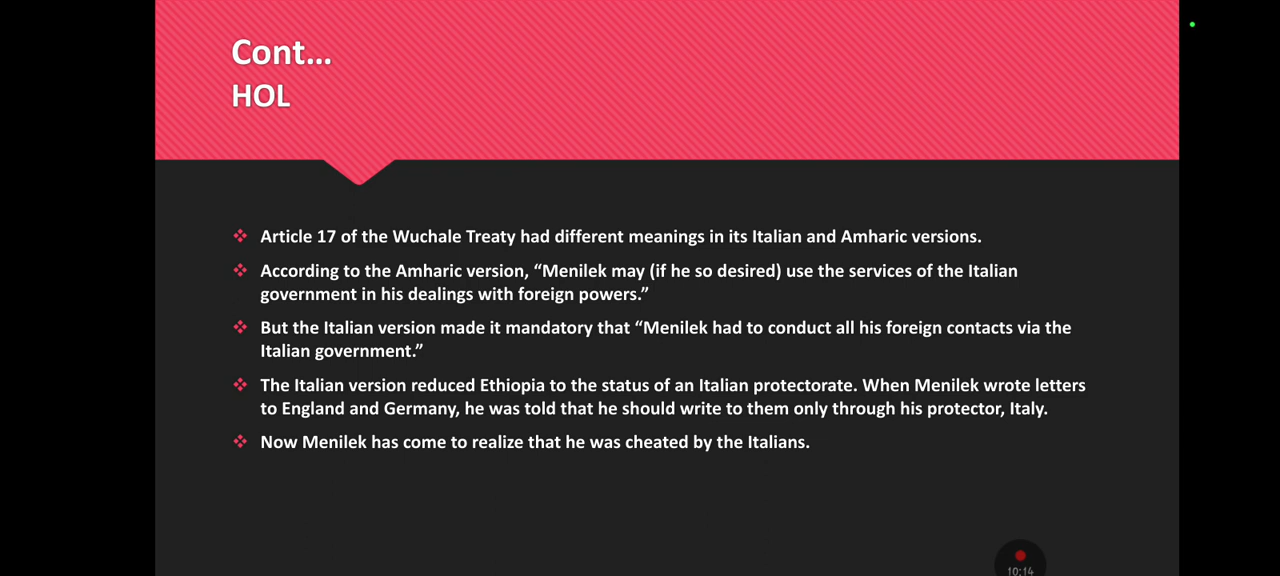 Cont...
HOL
❖ Article 17 of the Wuchale Treaty had different meanings in its Italian and Amharic versions.
❖ According to the Amharic version, “Menilek may (if he so desired) use the services of the Italian
government in his dealings with foreign powers.”
❖ But the Italian version made it mandatory that “Menilek had to conduct all his foreign contacts via the
Italian government.”
❖ The Italian version reduced Ethiopia to the status of an Italian protectorate. When Menilek wrote letters
to England and Germany, he was told that he should write to them only through his protector, Italy.
❖ Now Menilek has come to realize that he was cheated by the Italians.
10:14